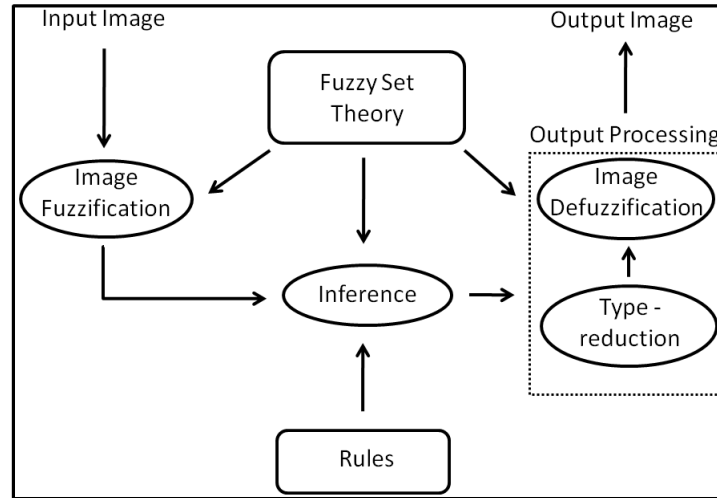 Input Image
Output Image
Fuzzy Set
Theory
Output Processing
Image
Fuzzification
Image
Defuzzification
Inference
Type -
reduction
Rules